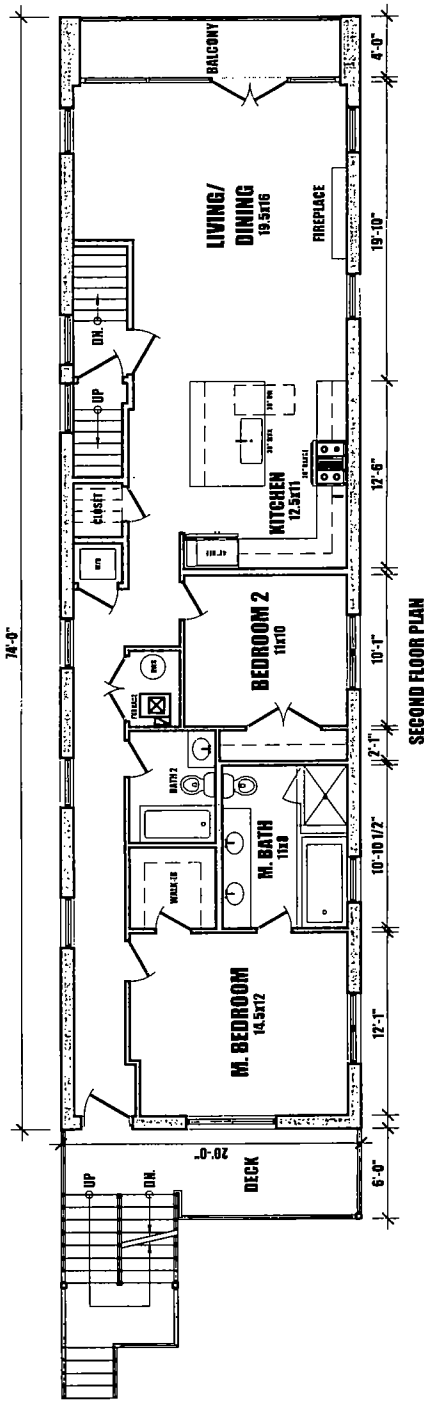 74'-0"
BALCONY
LIVING/
DINING
19.5x16
FIREPLACE
DN.
UP
CLOSET
W/D
KITCHEN
12.5x11
30" RANGE
BEDROOM 2
11x10
FURNACE
BATH 2
M. BATH
11x8
WALK-IN
M. BEDROOM
14.5x12
20'-0"
DECK
UP
DN.
4'-0"
19'-10"
12'-6"
10'-1"
2'-1"
10'-10 1/2"
12'-1"
6'-0"
SECOND FLOOR PLAN